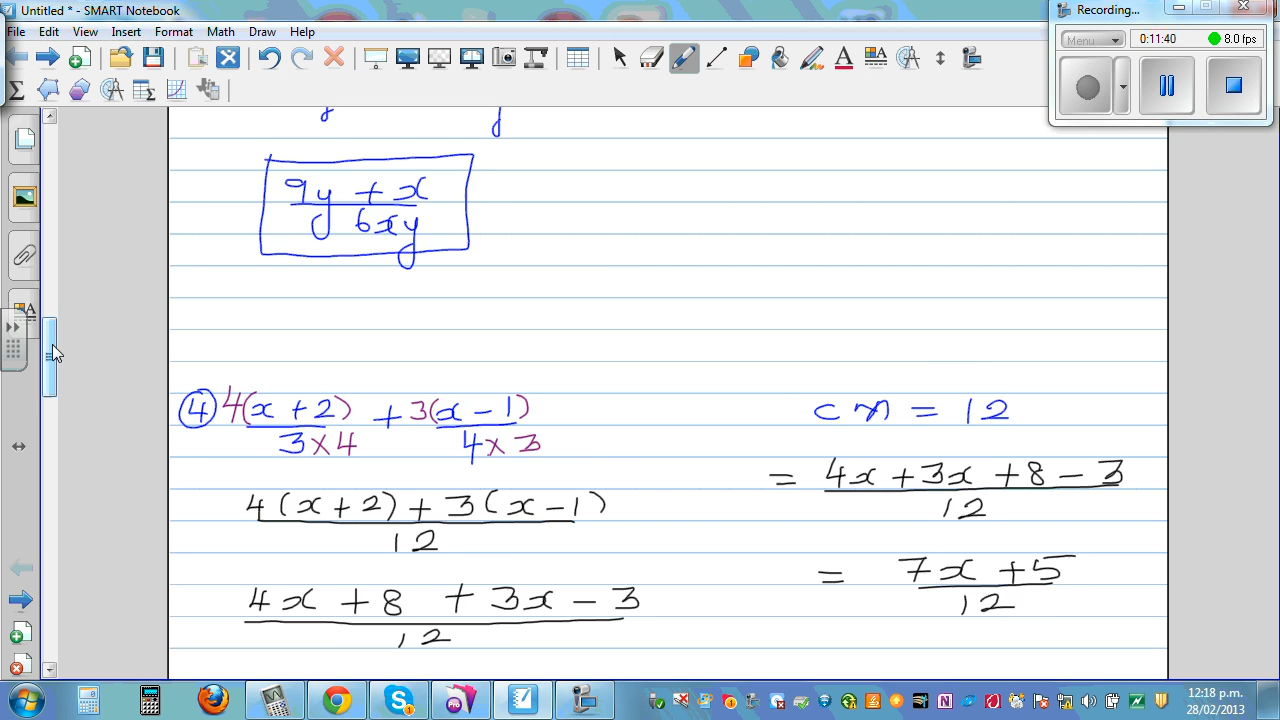 Untitled * - SMART Notebook
File Edit View Insert Format Math Draw Help
Recording...
Menu
0:11:40
8.0 fps
9y + x
6xy
④ 4(x + 2) + 3(x - 1)
3 × 4 4 × 3
cm = 12
4(x + 2) + 3(x - 1)
12
4x + 8 + 3x - 3
12
= 4x + 3x + 8 - 3
12
= 7x + 5
12
12:18 p.m.
28/02/2013